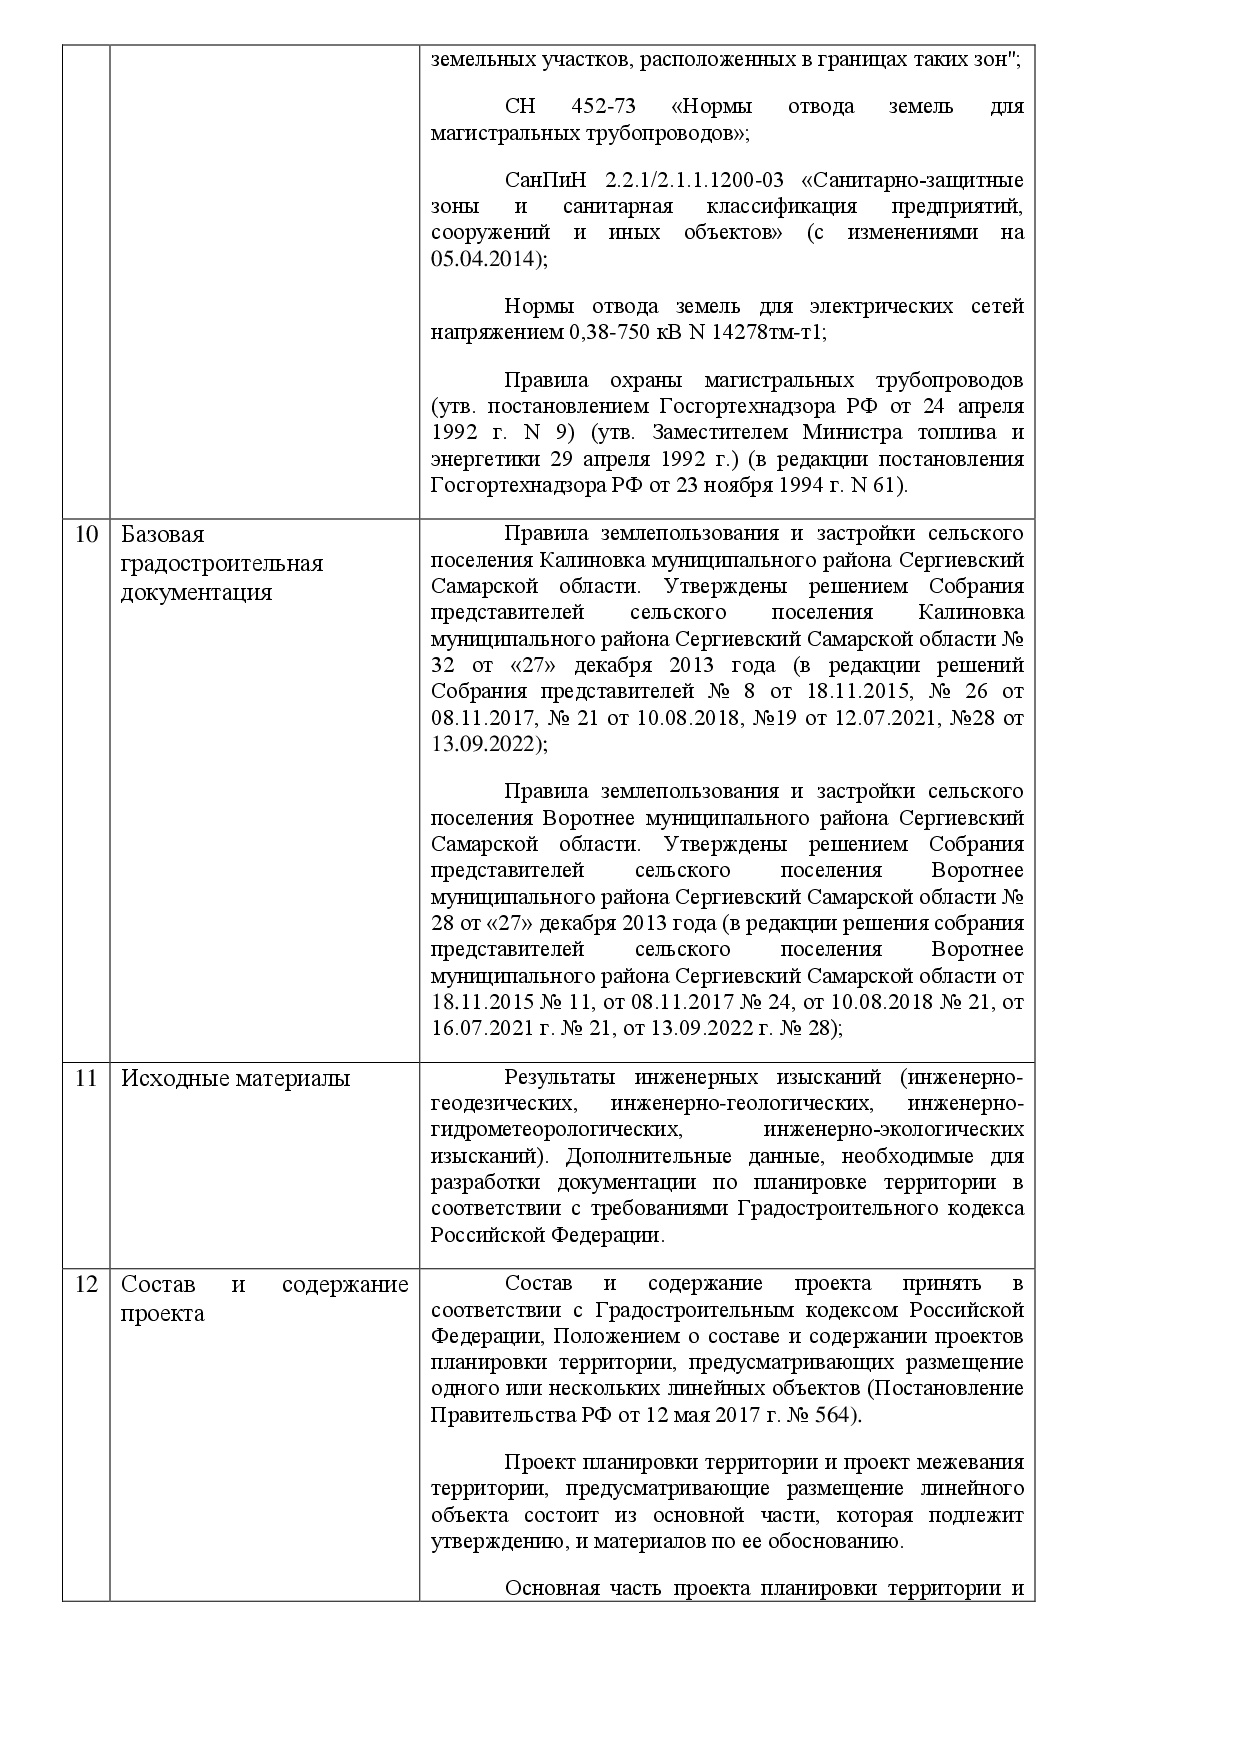 земельных участков, расположенных в границах таких зон";
СН 452-73 «Нормы отвода земель для
магистральных трубопроводов»;
СанПиН 2.2.1/2.1.1.1200-03 «Санитарно-защитные
зоны и санитарная классификация предприятий,
сооружений и иных объектов» (с изменениями на
05.04.2014);
Нормы отвода земель для электрических сетей
напряжением 0,38-750 кВ N 14278тм-т1;
Правила охраны магистральных трубопроводов
(утв. постановлением Госгортехнадзора РФ от 24 апреля
1992 г. N 9) (утв. Заместителем Министра топлива и
энергетики 29 апреля 1992 г.) (в редакции постановления
Госгортехнадзора РФ от 23 ноября 1994 г. N 61).
10
Базовая
градостроительная
документация
Правила землепользования и застройки сельского
поселения Калиновка муниципального района Сергиевский
Самарской области. Утверждены решением Собрания
представителей сельского поселения Калиновка
муниципального района Сергиевский Самарской области №
32 от «27» декабря 2013 года (в редакции решений
Собрания представителей № 8 от 18.11.2015, № 26 от
08.11.2017, № 21 от 10.08.2018, №19 от 12.07.2021, №28 от
13.09.2022);
Правила землепользования и застройки сельского
поселения Воротнее муниципального района Сергиевский
Самарской области. Утверждены решением Собрания
представителей сельского поселения Воротнее
муниципального района Сергиевский Самарской области №
28 от «27» декабря 2013 года (в редакции решения собрания
представителей сельского поселения Воротнее
муниципального района Сергиевский Самарской области от
18.11.2015 № 11, от 08.11.2017 № 24, от 10.08.2018 № 21, от
16.07.2021 г. № 21, от 13.09.2022 г. № 28);
11
Исходные материалы
Результаты инженерных изысканий (инженерно-
геодезических, инженерно-геологических, инженерно-
гидрометеорологических, инженерно-экологических
изысканий). Дополнительные данные, необходимые для
разработки документации по планировке территории в
соответствии с требованиями Градостроительного кодекса
Российской Федерации.
12
Состав и содержание
проекта
Состав и содержание проекта принять в
соответствии с Градостроительным кодексом Российской
Федерации, Положением о составе и содержании проектов
планировки территории, предусматривающих размещение
одного или нескольких линейных объектов (Постановление
Правительства РФ от 12 мая 2017 г. № 564).
Проект планировки территории и проект межевания
территории, предусматривающие размещение линейного
объекта состоит из основной части, которая подлежит
утверждению, и материалов по ее обоснованию.
Основная часть проекта планировки территории и